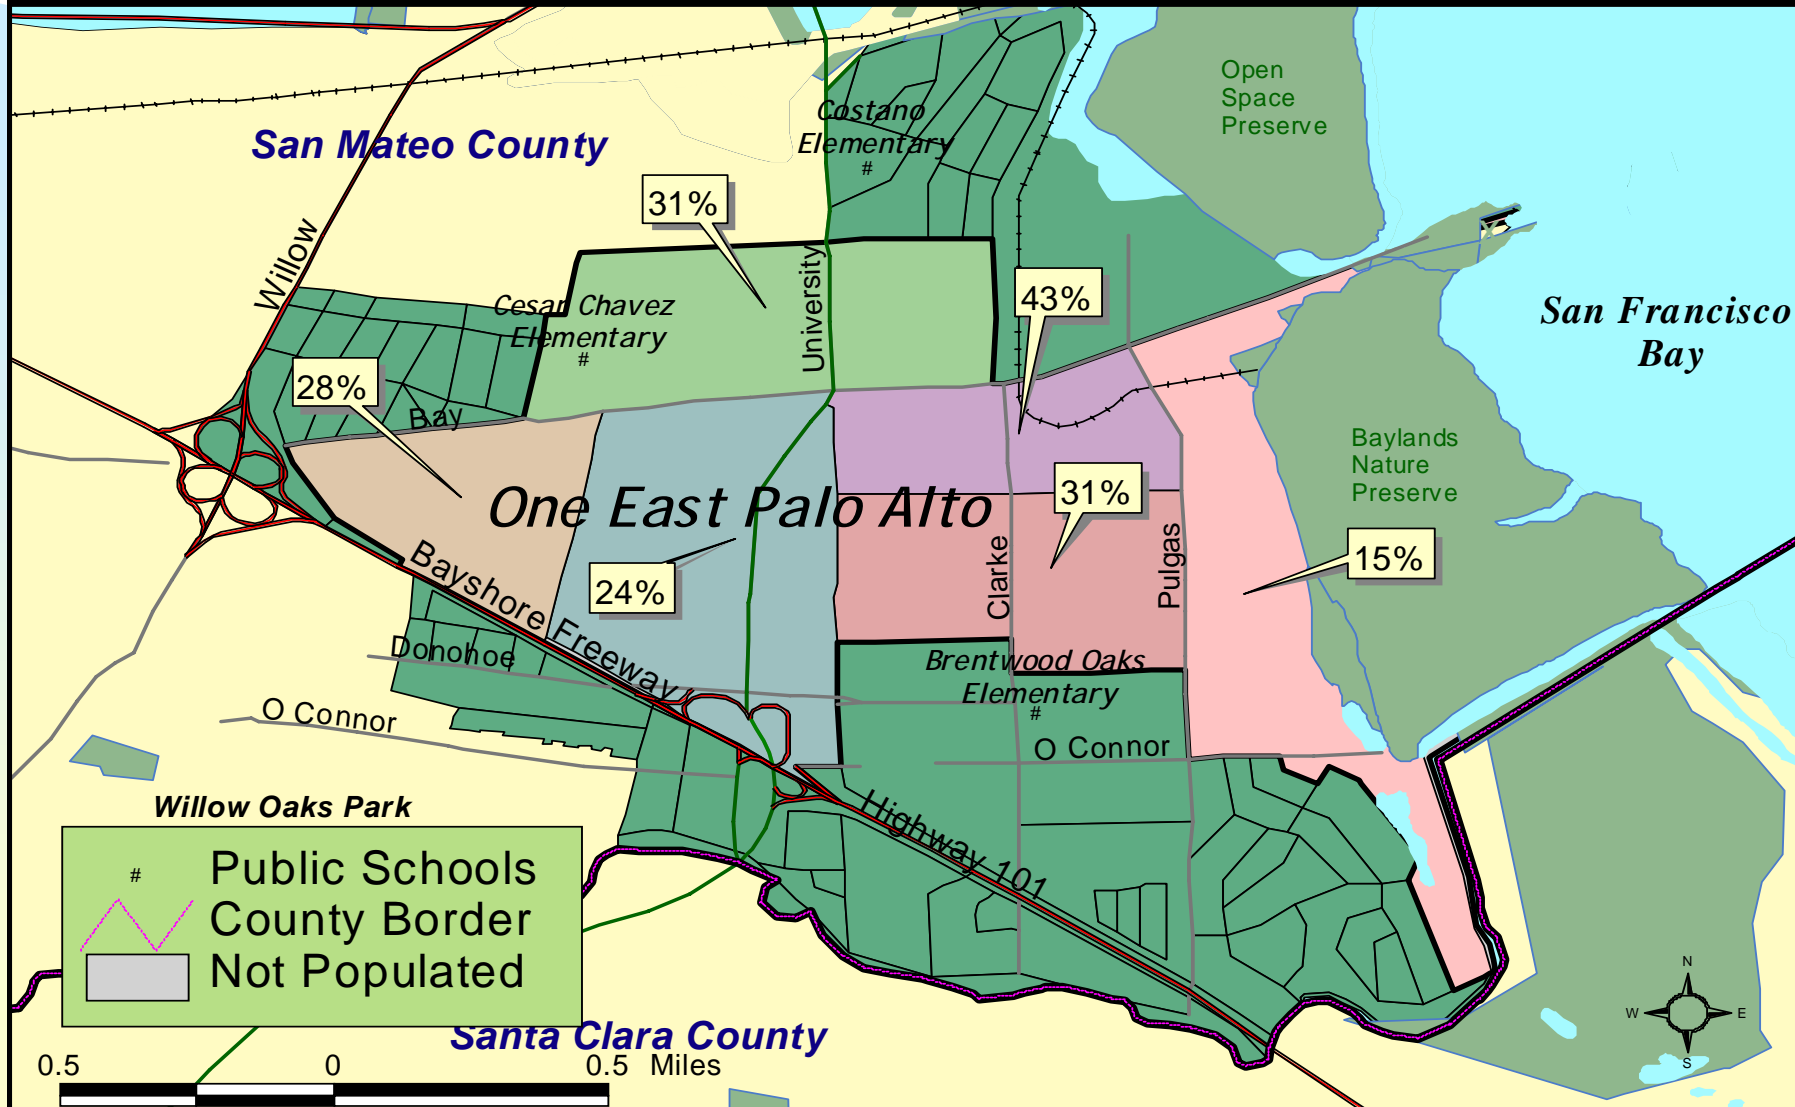 Open
Space
Preserve
Costano
Elementary
#
San Mateo County
31%
Willow
University
43%
Cesar Chavez
Elementary
#
San Francisco
Bay
28%
Bay
Baylands
Nature
Preserve
One East Palo Alto
31%
Clarke
Pulgas
15%
24%
Bayshore Freeway
Donohoe
Brentwood Oaks
Elementary
#
O Connor
O Connor
Willow Oaks Park
Highway 101
# Public Schools
County Border
Not Populated
Santa Clara County
N
W E
S
0.5 0 0.5 Miles